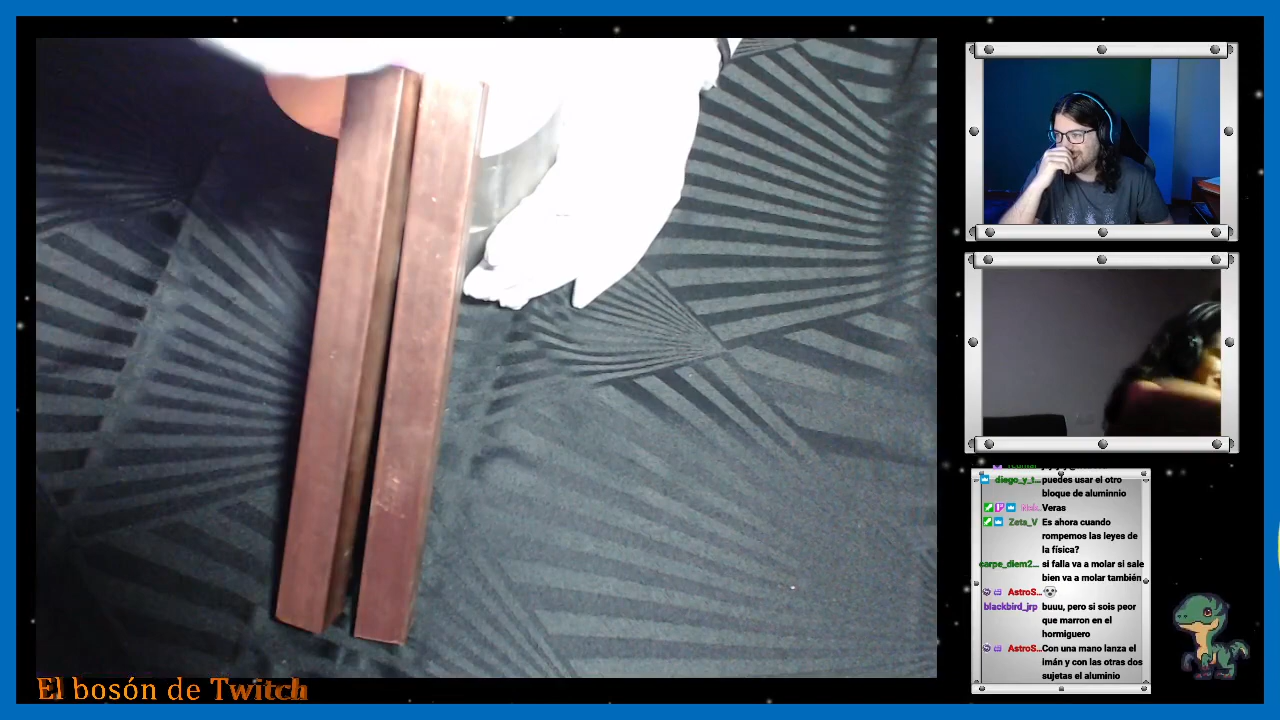 diego_y_t... puedes usar el otro
bloque de aluminnio
Veras
Zeta_V Es ahora cuando
rompemos las leyes de
la física?
carpe_diem2... si falla va a molar si sale
bien va a molar también
AstroS...
blackbird_jrp buuu, pero si sois peor
que marron en el
hormiguero
AstroS... Con una mano lanza el
imán y con las otras dos
sujetas el aluminio
El bosón de Twitch